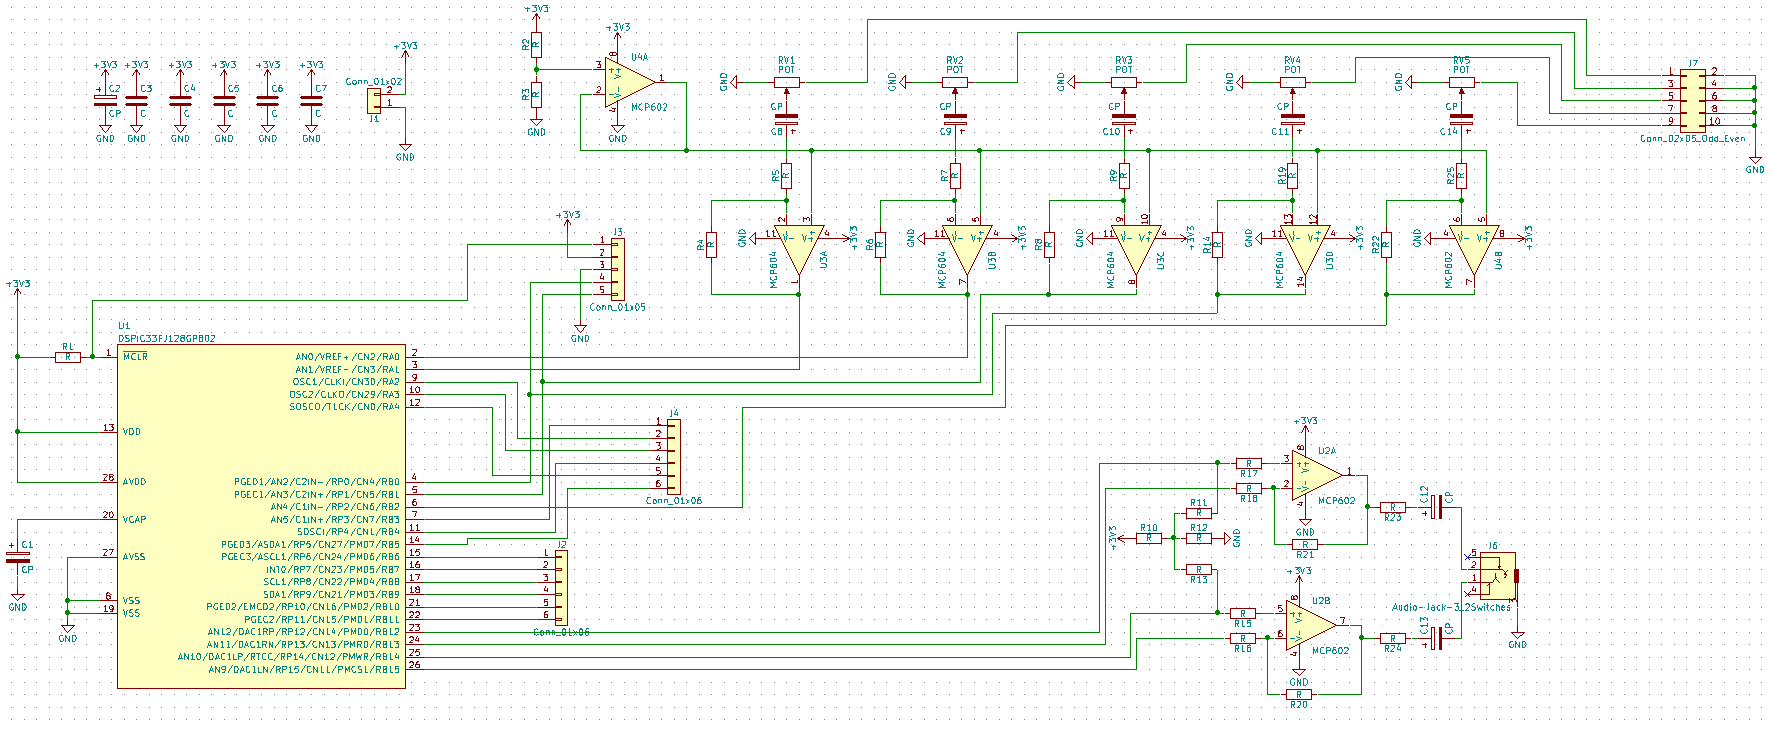 +3V3
+3V3
+3V3
+3V3
+3V3
+3V3
C2
C3
C4
C5
C6
C7
CP
C
C
C
C
C
GND
GND
GND
GND
GND
GND
+3V3
Conn_01x02
2
1
J1
GND
+3V3
R2
R
R3
R
GND
+3V3
U4A
8
3
2
1
4
+
-
V+
V-
MCP602
GND
GND
RV1
POT
CP
C8
+
R5
R
GND
RV2
POT
CP
C9
+
R7
R
GND
RV3
POT
CP
C10
+
R9
R
GND
RV4
POT
CP
C11
+
R19
R
GND
RV5
POT
CP
C14
+
R25
R
J7
1
2
3
4
5
6
7
8
9
10
Conn_02x05_Odd_Even
GND
R4
R
GND
11
2
3
4
V-
V+
+3V3
MCP604
U3A
1
R6
R
GND
11
6
5
4
V-
V+
+3V3
MCP604
U3B
7
R8
R
GND
11
9
10
4
V-
V+
+3V3
MCP604
U3C
8
R14
R
GND
11
13
12
4
V-
V+
+3V3
MCP604
U3D
14
R22
R
GND
4
6
5
8
V-
V+
+3V3
MCP602
U4B
7
+3V3
J3
1
2
3
4
5
Conn_01x05
GND
+3V3
R1
R
U1
DSPIC33FJ128GP802
1 MCLR
13 VDD
28 AVDD
20 VCAP
27 AVSS
8 VSS
19 VSS
AN0/VREF+/CN2/RA0 2
AN1/VREF-/CN3/RA1 3
OSC1/CLKI/CN30/RA2 9
OSC2/CLKO/CN29/RA3 10
SOSCO/T1CK/CN0/RA4 12
PGED1/AN2/C2IN-/RP0/CN4/RB0 4
PGEC1/AN3/C2IN+/RP1/CN5/RB1 5
AN4/C1IN-/RP2/CN6/RB2 6
AN5/C1IN+/RP3/CN7/RB3 7
SOSCI/RP4/CN1/RB4 11
PGED3/ASDA1/RP5/CN27/PMD7/RB5 14
PGEC3/ASCL1/RP6/CN24/PMD6/RB6 15
INT0/RP7/CN23/PMD5/RB7 16
SCL1/RP8/CN22/PMD4/RB8 17
SDA1/RP9/CN21/PMD3/RB9 18
PGED2/EMCD2/RP10/CN16/PMD2/RB10 21
PGEC2/RP11/CN15/PMD1/RB11 22
AN12/DAC1RP/RP12/CN14/PMD0/RB12 23
AN11/DAC1RN/RP13/CN13/PMRD/RB13 24
AN10/DAC1LP/RTCC/RP14/CN12/PMWR/RB14 25
AN9/DAC1LN/RP15/CN11/PMCS1/RB15 26
+
C1
CP
GND
GND
J4
1
2
3
4
5
6
Conn_01x06
J2
1
2
3
4
5
6
Conn_01x06
+3V3
R10
R
R11
R
R12
R
GND
R13
R
R17
R
R18
R
+3V3
U2A
8
3
2
1
4
+
-
V+
V-
MCP602
GND
R21
R
R23
R
C12
CP
+
R15
R
R16
R
+3V3
U2B
8
5
6
7
4
+
-
V+
V-
MCP602
GND
R20
R
R24
R
C13
CP
+
J6
5
2
1
4
3
Audio-Jack-3_2Switches
GND